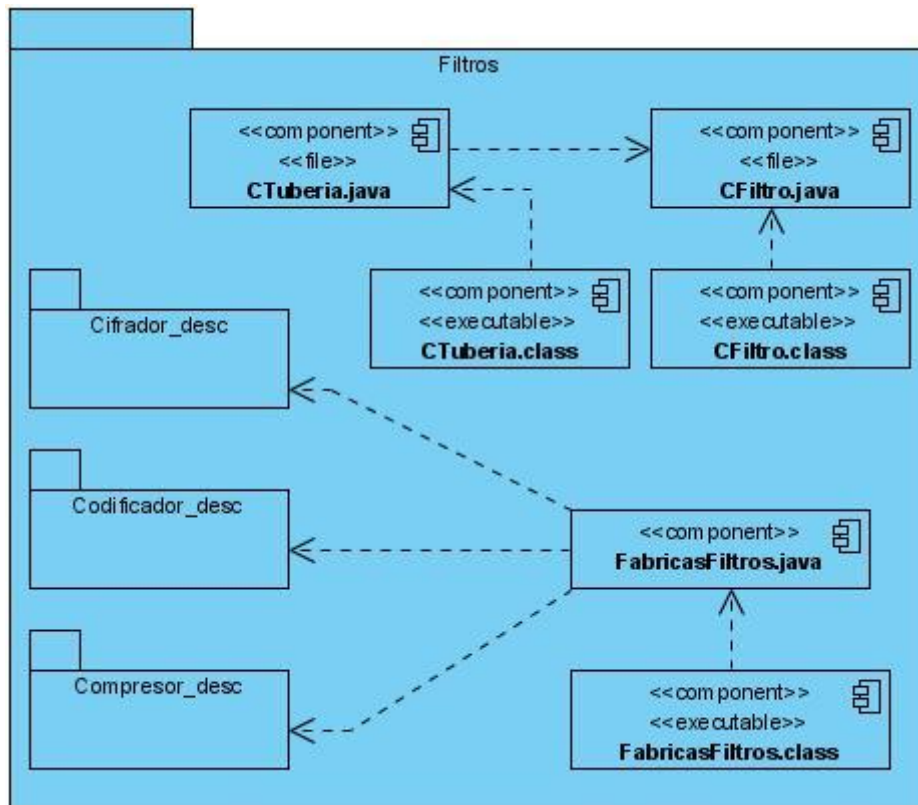 Filtros
<<component>>
<<file>>
CTuberia.java
<<component>>
<<file>>
CFiltro.java
<<component>>
<<executable>>
CTuberia.class
<<component>>
<<executable>>
CFiltro.class
Cifrador_desc
Codificador_desc
<<component>>
FabricasFiltros.java
Compresor_desc
<<component>>
<<executable>>
FabricasFiltros.class